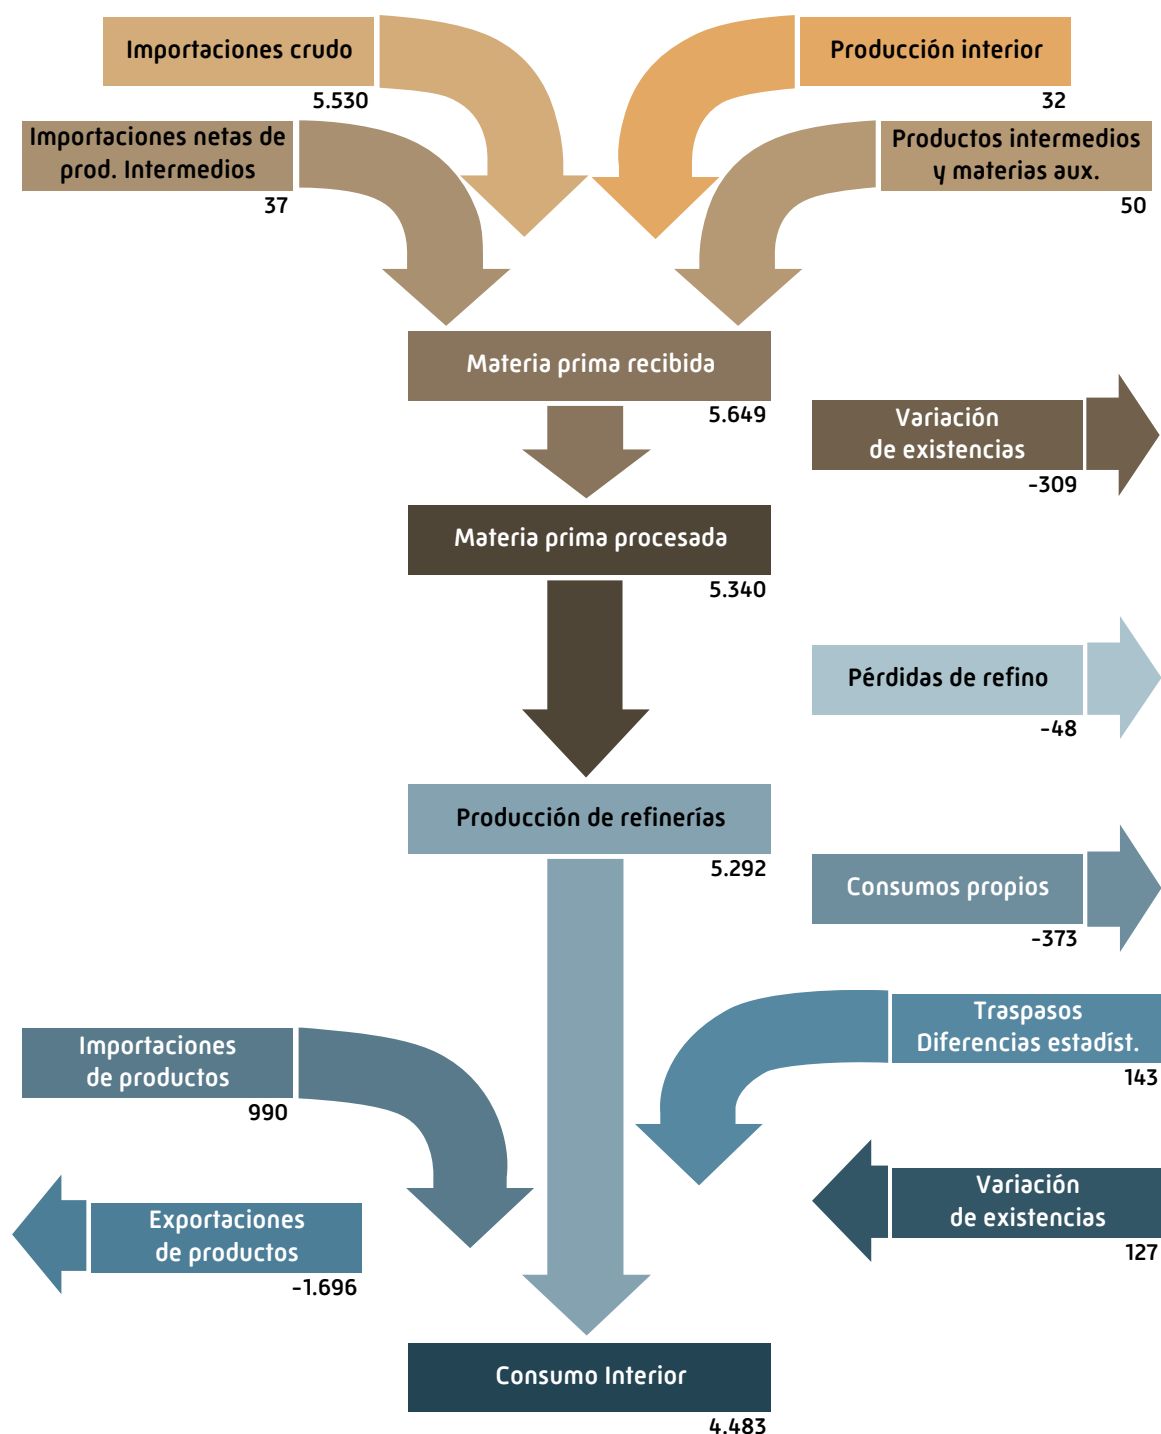 Importaciones crudo
5.530
Producción interior
32
Importaciones netas de
prod. Intermedios
37
Productos intermedios
y materias aux.
50
Materia prima recibida
5.649
Variación
de existencias
-309
Materia prima procesada
5.340
Pérdidas de refino
-48
Producción de refinerías
5.292
Consumos propios
-373
Traspasos
Diferencias estadíst.
143
Importaciones
de productos
990
Variación
de existencias
127
Exportaciones
de productos
-1.696
Consumo Interior
4.483